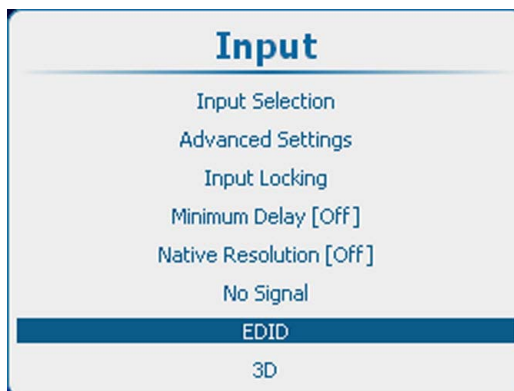 Input
Input Selection
Advanced Settings
Input Locking
Minimum Delay [Off]
Native Resolution [Off]
No Signal
EDID
3D